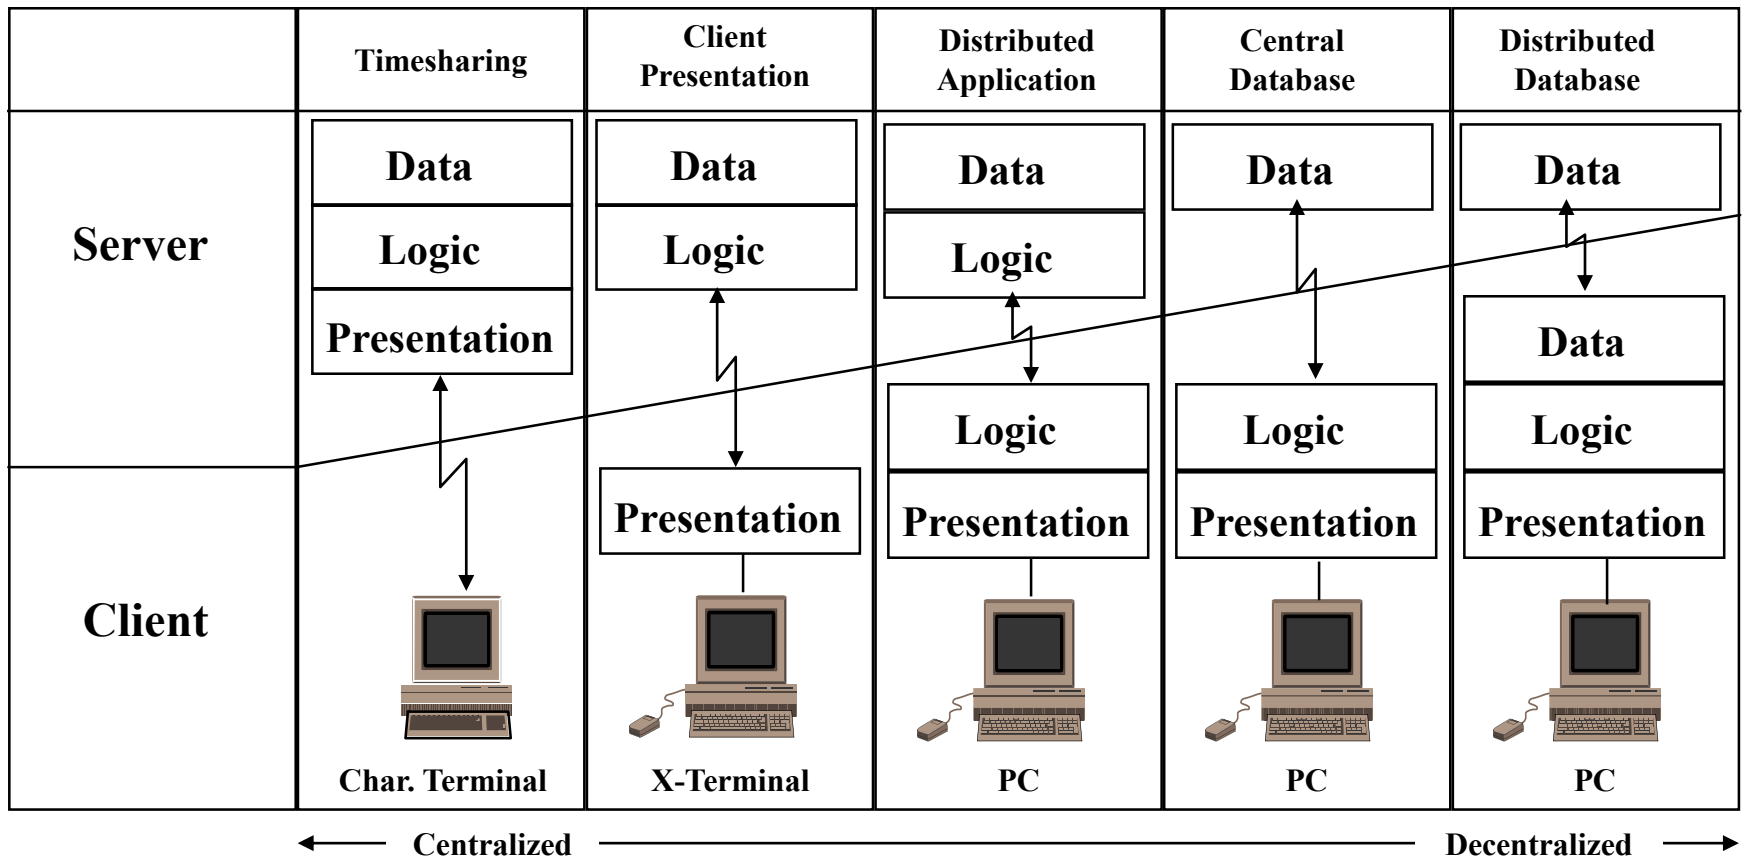 Timesharing
Client
Presentation
Distributed
Application
Central
Database
Distributed
Database
Server
Data
Logic
Presentation
Data
Logic
Data
Logic
Data
Data
Client
Presentation
Logic
Presentation
Logic
Presentation
Data
Logic
Presentation
Char. Terminal
X-Terminal
PC
PC
PC
Centralized
Decentralized